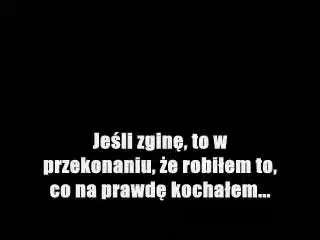 Jeśli zginę, to w
przekonaniu, że robiłem to,
co na prawdę kochałem...